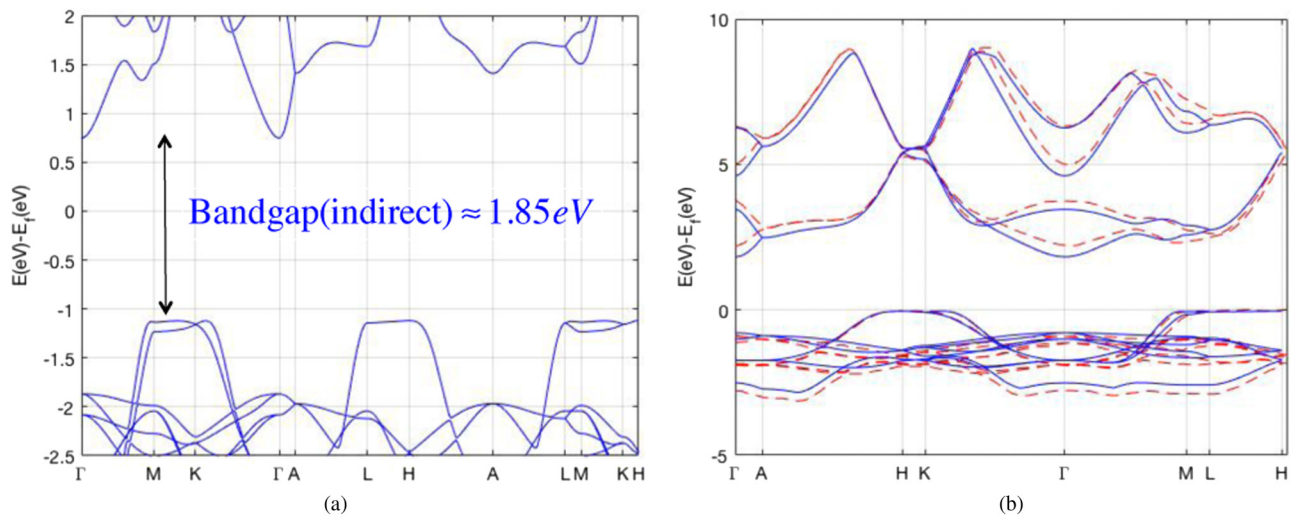 2
1.5
1
0.5
0
-0.5
-1
-1.5
-2
-2.5
E(eV)-E_f(eV)
Bandgap(indirect) ≈ 1.85eV
Γ M K Γ A L H A L M K H
(a)
10
5
0
-5
E(eV)-E_f(eV)
Γ A H K Γ M L H
(b)